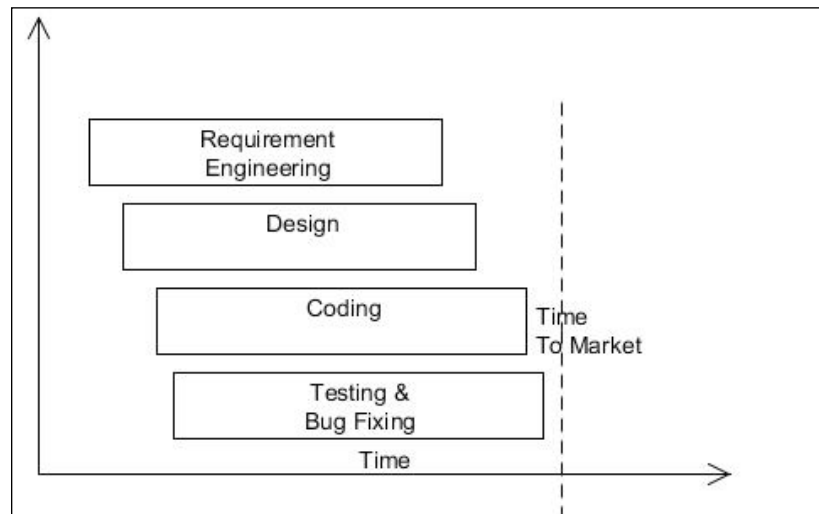 Requirement
Engineering
Design
Coding
Time
To Market
Testing &
Bug Fixing
Time